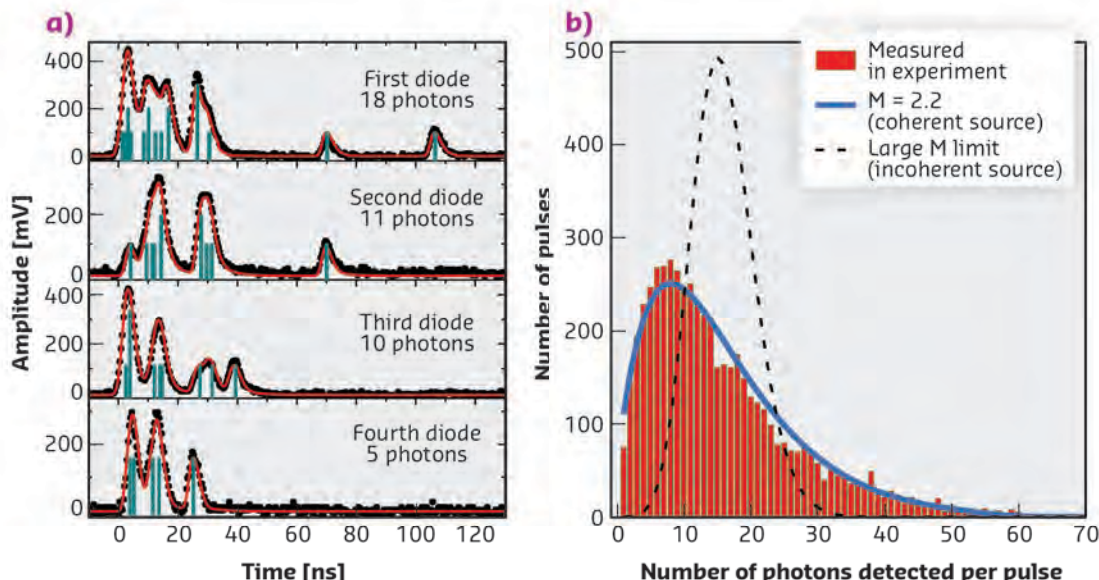 a)
Amplitude [mV]
400
200
0
First diode
18 photons
200
0
Second diode
11 photons
400
200
0
Third diode
10 photons
200
0
Fourth diode
5 photons
0 20 40 60 80 100 120
Time [ns]
b)
Number of pulses
500
400
300
200
100
0
Measured
in experiment
M = 2.2
(coherent source)
Large M limit
(incoherent source)
0 10 20 30 40 50 60 70
Number of photons detected per pulse